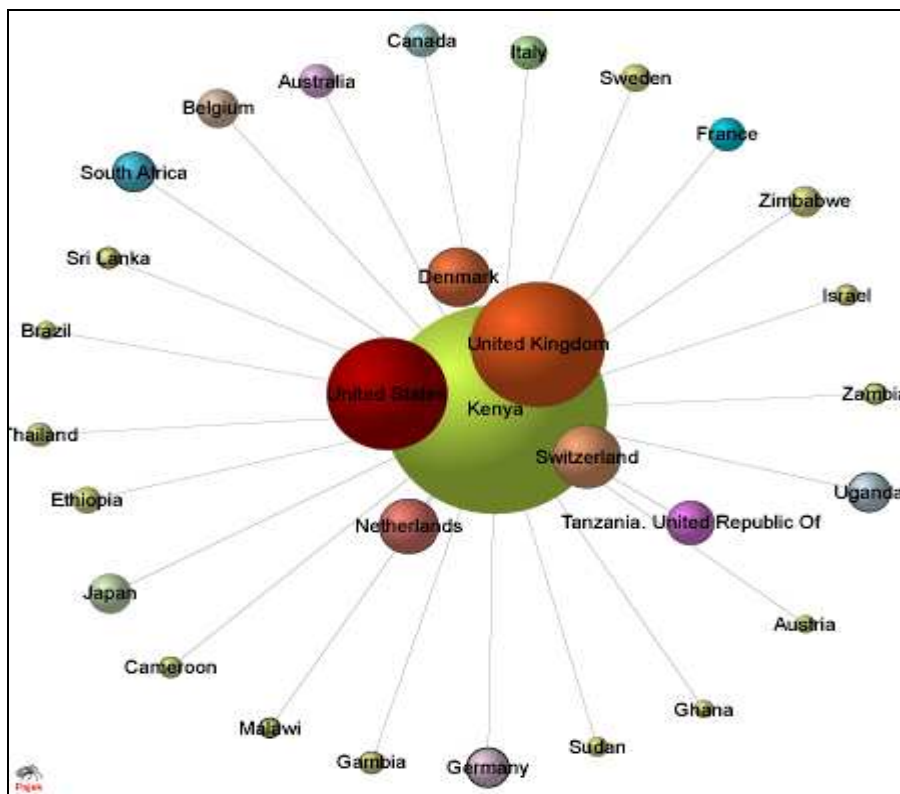 Canada
Italy
Australia
Sweden
Belgium
France
South Africa
Zimbabwe
Sri Lanka
Denmark
Israel
Brazil
United Kingdom
United States
Kenya
Zambia
Thailand
Switzerland
Ethiopia
Uganda
Netherlands
Tanzania. United Republic Of
Japan
Austria
Cameroon
Ghana
Malawi
Sudan
Gambia
Germany
Pajek